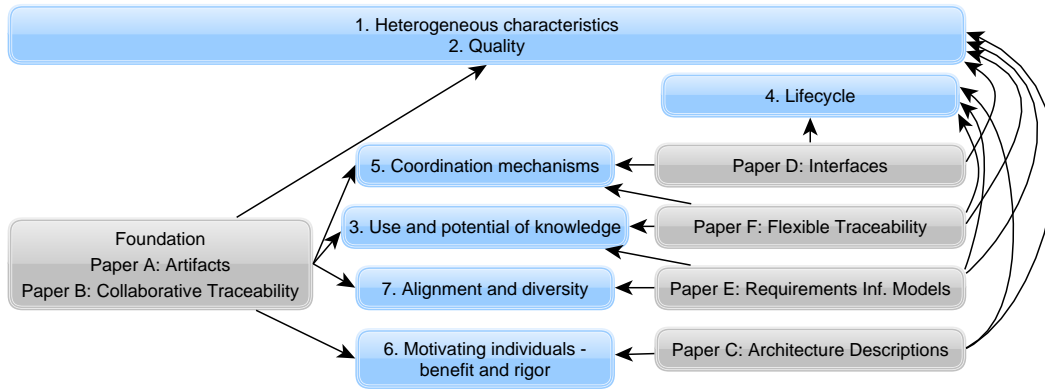 1. Heterogeneous characteristics
2. Quality
4. Lifecycle
5. Coordination mechanisms
Paper D: Interfaces
3. Use and potential of knowledge
Paper F: Flexible Traceability
Foundation
Paper A: Artifacts
Paper B: Collaborative Traceability
7. Alignment and diversity
Paper E: Requirements Inf. Models
6. Motivating individuals -
benefit and rigor
Paper C: Architecture Descriptions